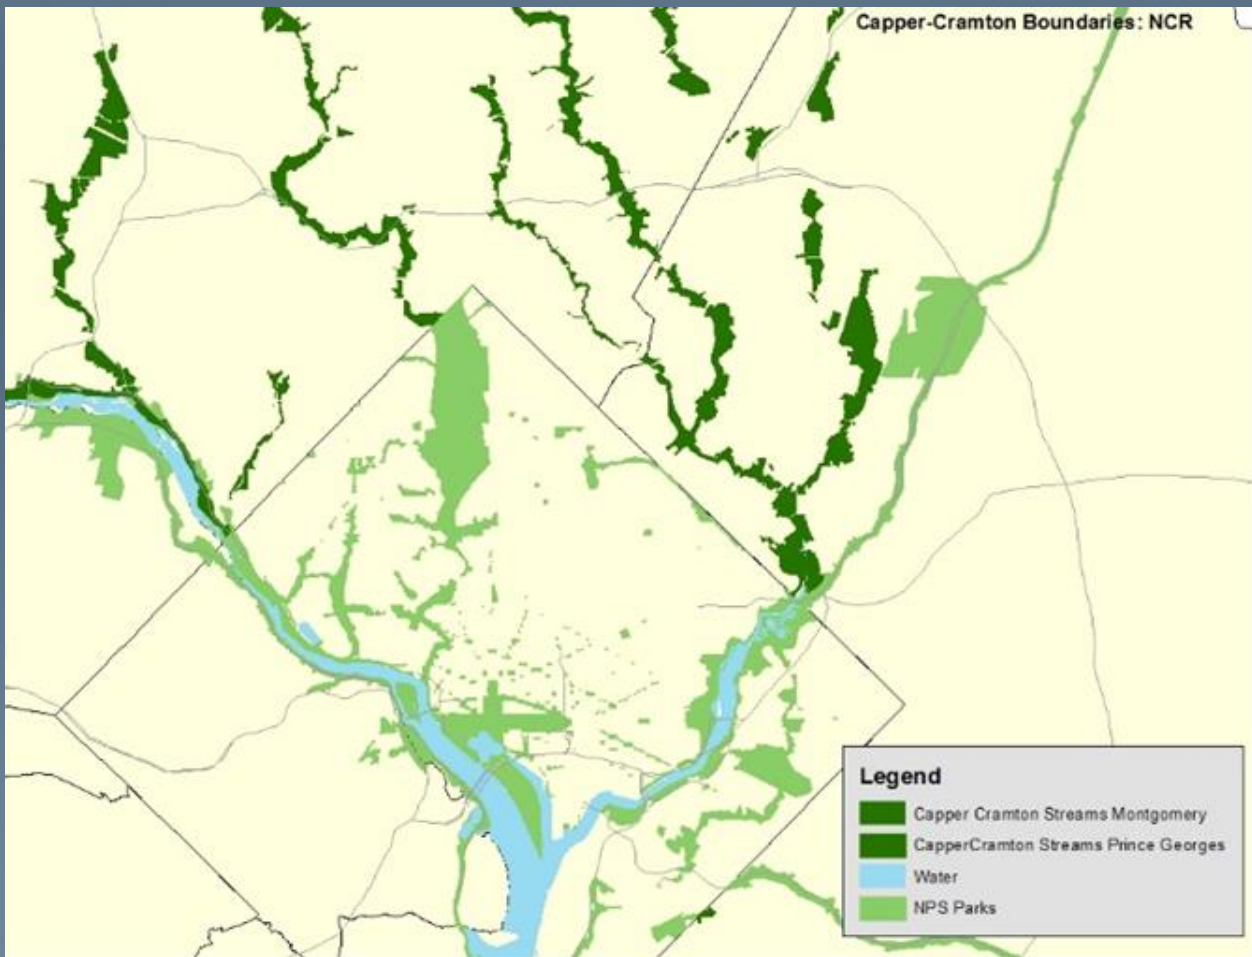 Capper-Cramton Boundaries: NCR
Legend
Capper Cramton Streams Montgomery
CapperCramton Streams Prince Georges
Water
NPS Parks